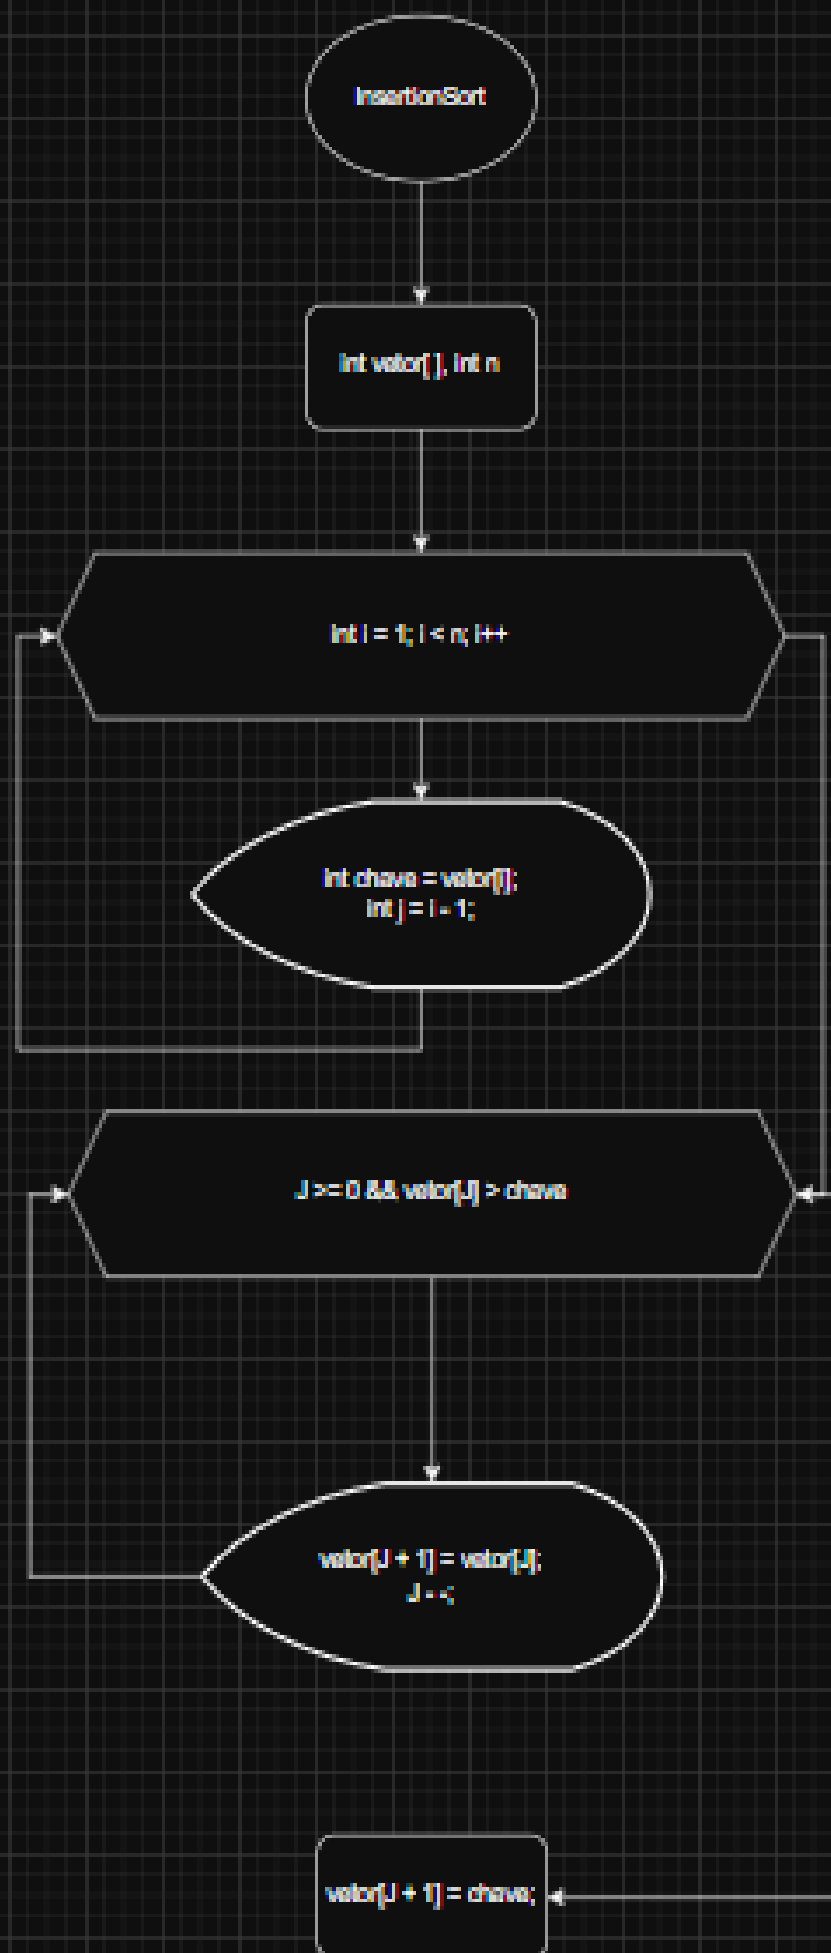 InsertionSort
int vetor[ ], int n
int i = 1; i < n; i++
int chave = vetor[i];
int j = i - 1;
J >= 0 && vetor[J] > chave
vetor[J + 1] = vetor[J];
J - -;
vetor[J + 1] = chave;